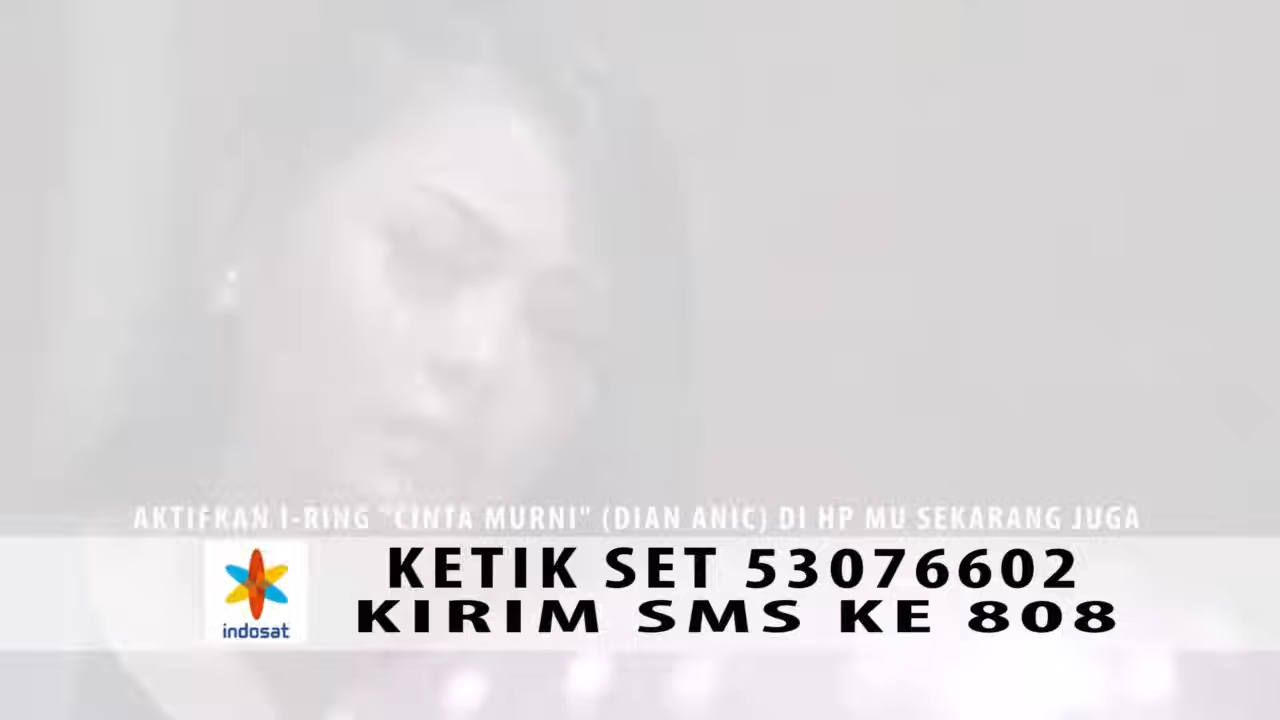 AKTIFKAN I-RING "CINTA MURNI" (DIAN ANIC) DI HP MU SEKARANG JUGA
KETIK SET 53076602
KIRIM SMS KE 808
indosat